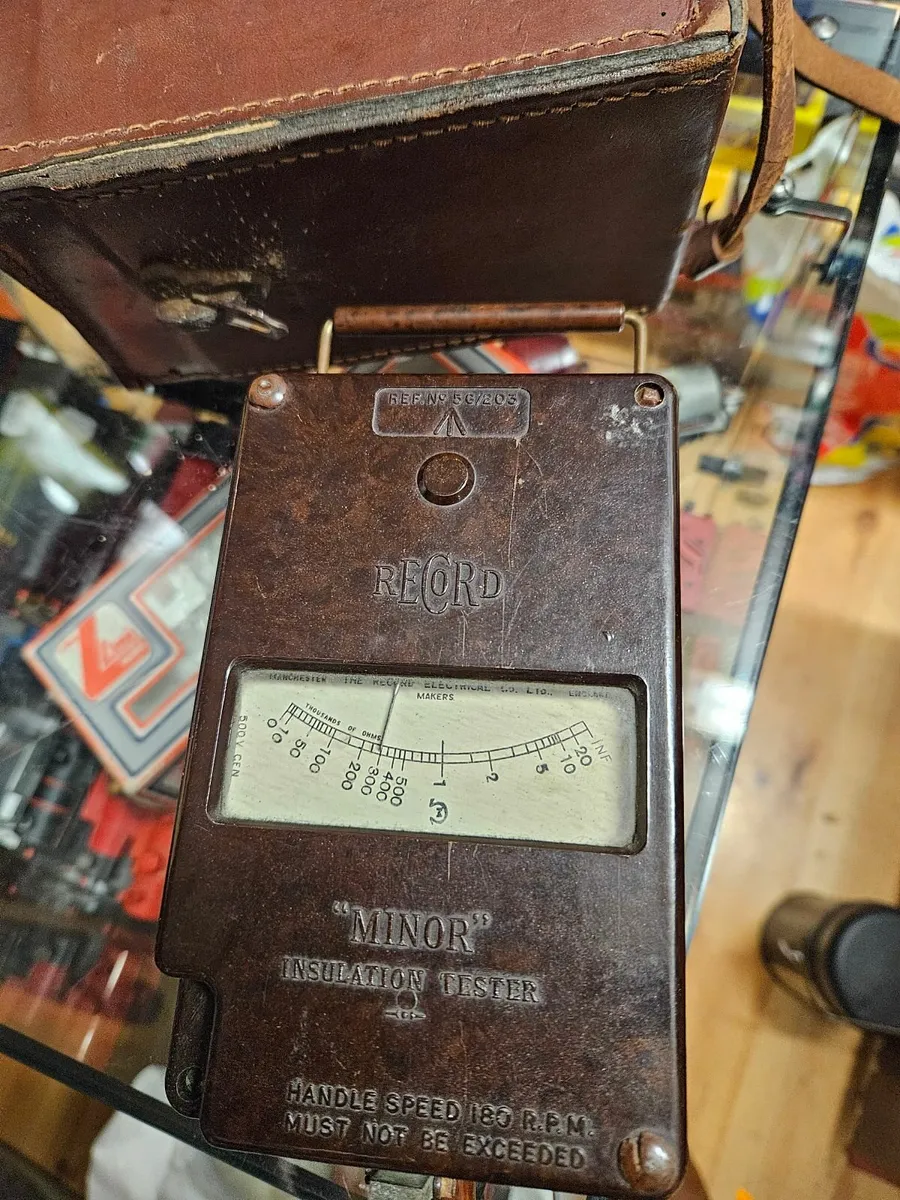 REF. Nº 5G/203
RECORD
MANCHESTER THE RECORD ELECTRICAL CO. LTD., ENGLAND
MAKERS
THOUSANDS OF OHMS
0 10 50 100 200 300 400 500 1 2 5 10 20 INF
500 V. GEN
"MINOR"
INSULATION TESTER
HANDLE SPEED 180 R.P.M.
MUST NOT BE EXCEEDED